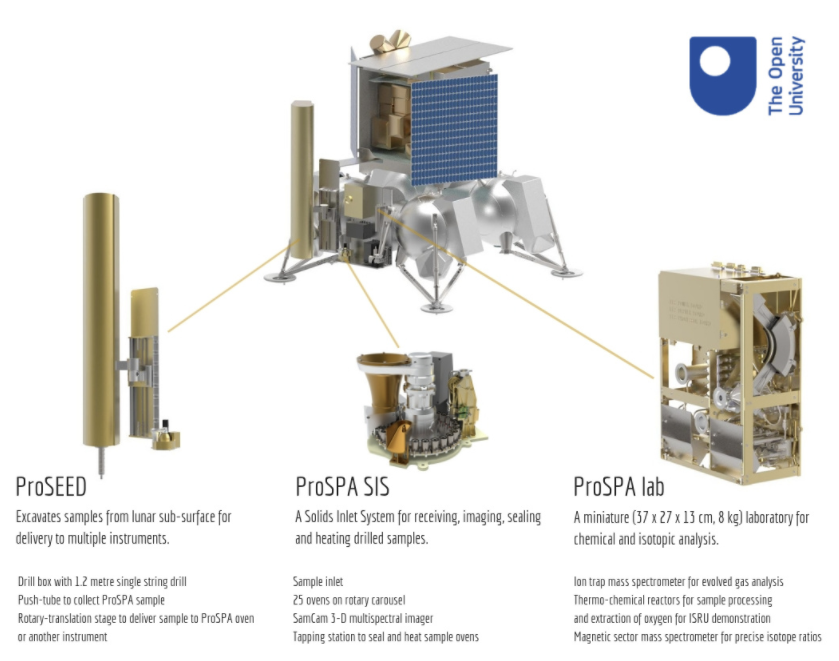 The Open
University
ProSEED
Excavates samples from lunar sub-surface for
delivery to multiple instruments.
Drill box with 1.2 metre single string drill
Push-tube to collect ProSPA sample
Rotary-translation stage to deliver sample to ProSPA oven
or another instrument
ProSPA SIS
A Solids Inlet System for receiving, imaging, sealing
and heating drilled samples.
Sample inlet
25 ovens on rotary carousel
SamCam 3-D multispectral imager
Tapping station to seal and heat sample ovens
ProSPA lab
A miniature (37 x 27 x 13 cm, 8 kg) laboratory for
chemical and isotopic analysis.
Ion trap mass spectrometer for evolved gas analysis
Thermo-chemical reactors for sample processing
and extraction of oxygen for ISRU demonstration
Magnetic sector mass spectrometer for precise isotope ratios